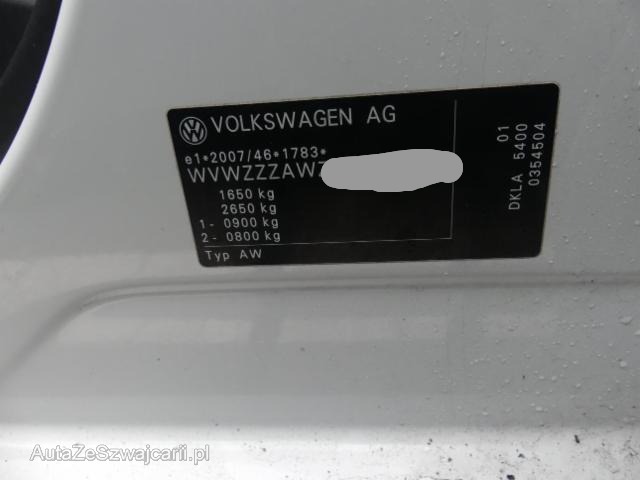 VOLKSWAGEN AG
e1*2007/46*1783*
WVWZZZAWZ
1650 kg
2650 kg
1- 0900 kg
2- 0800 kg
Typ AW
01
DKLA 5400
0354504
AutaZeSzwajcarii.pl